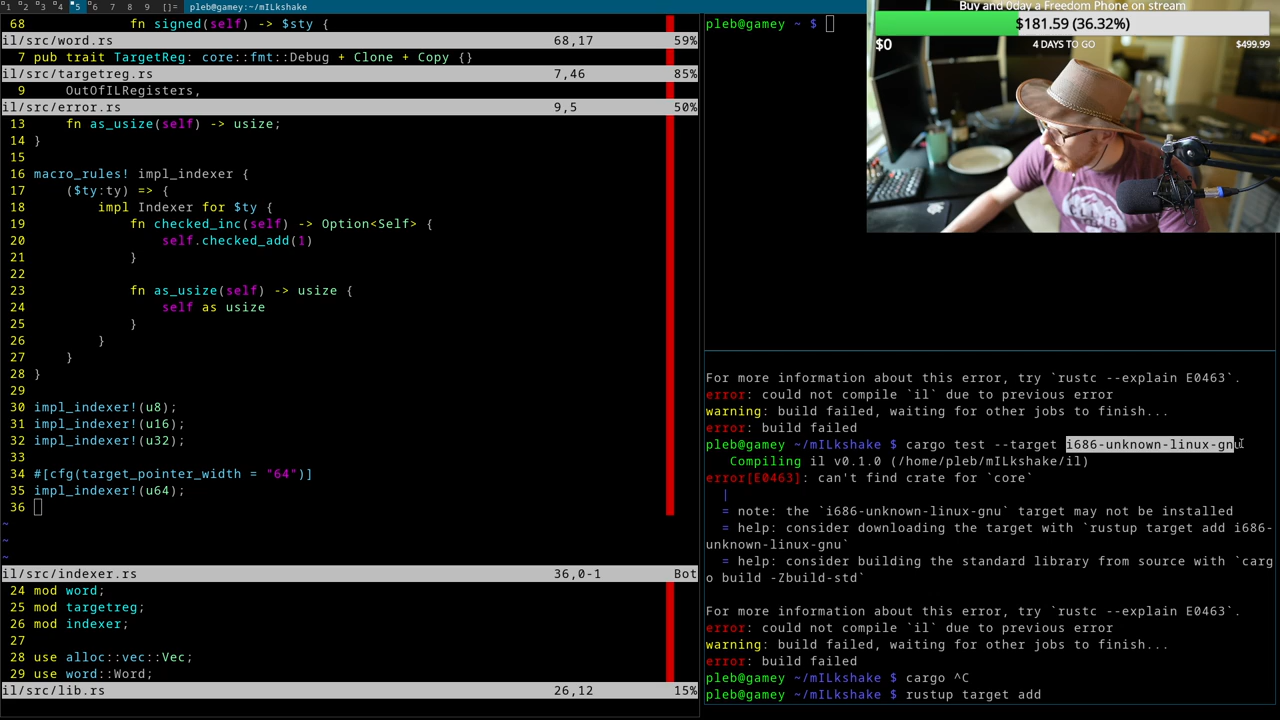 1 2 3 4 5 6 7 8 9 []= pleb@gamey:~/mILkshake
68 fn signed(self) -> $sty {
il/src/word.rs 68,17 59%
7 pub trait TargetReg: core::fmt::Debug + Clone + Copy {}
il/src/targetreg.rs 7,46 85%
9 OutOfILRegisters,
il/src/error.rs 9,5 50%
13 fn as_usize(self) -> usize;
14 }
15
16 macro_rules! impl_indexer {
17 ($ty:ty) => {
18 impl Indexer for $ty {
19 fn checked_inc(self) -> Option<Self> {
20 self.checked_add(1)
21 }
22
23 fn as_usize(self) -> usize {
24 self as usize
25 }
26 }
27 }
28 }
29
30 impl_indexer!(u8);
31 impl_indexer!(u16);
32 impl_indexer!(u32);
33
34 #[cfg(target_pointer_width = "64")]
35 impl_indexer!(u64);
36
~
~
~
il/src/indexer.rs 36,0-1 Bot
24 mod word;
25 mod targetreg;
26 mod indexer;
27
28 use alloc::vec::Vec;
29 use word::Word;
il/src/lib.rs 26,12 15%
pleb@gamey ~ $
Buy and 0day a Freedom Phone on stream
$181.59 (36.32%)
$0 4 DAYS TO GO $499.99
For more information about this error, try `rustc --explain E0463`.
error: could not compile `il` due to previous error
warning: build failed, waiting for other jobs to finish...
error: build failed
pleb@gamey ~/mILkshake $ cargo test --target i686-unknown-linux-gnu
Compiling il v0.1.0 (/home/pleb/mILkshake/il)
error[E0463]: can't find crate for `core`
|
= note: the `i686-unknown-linux-gnu` target may not be installed
= help: consider downloading the target with `rustup target add i686-
unknown-linux-gnu`
= help: consider building the standard library from source with `carg
o build -Zbuild-std`
For more information about this error, try `rustc --explain E0463`.
error: could not compile `il` due to previous error
warning: build failed, waiting for other jobs to finish...
error: build failed
pleb@gamey ~/mILkshake $ cargo ^C
pleb@gamey ~/mILkshake $ rustup target add